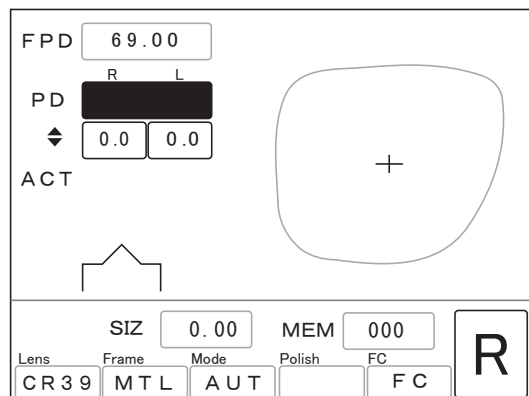 FPD 69.00
R L
PD
0.0 0.0
ACT
SIZ 0.00 MEM 000
Lens Frame Mode Polish FC
CR39 MTL AUT FC
R